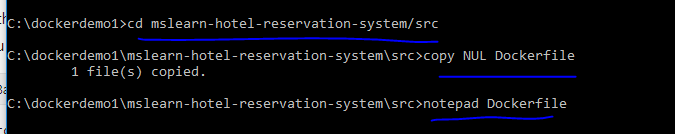 C:\dockerdemo1>cd mslearn-hotel-reservation-system/src
C:\dockerdemo1\mslearn-hotel-reservation-system\src>copy NUL Dockerfile
1 file(s) copied.
C:\dockerdemo1\mslearn-hotel-reservation-system\src>notepad Dockerfile